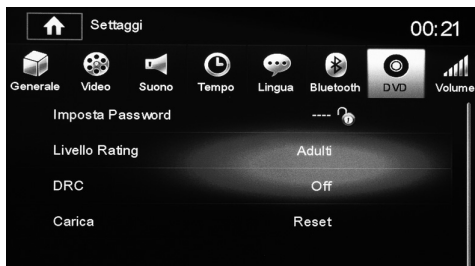 Settaggi 00:21
Generale Video Suono Tempo Lingua Bluetooth DVD Volume
Imposta Password ----
Livello Rating Adulti
DRC Off
Carica Reset